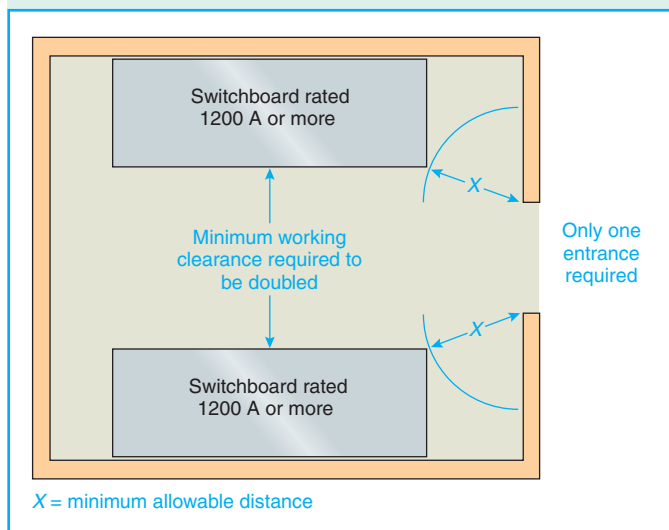 Switchboard rated
1200 A or more
X
Minimum working
clearance required to
be doubled
Only one
entrance
required
X
Switchboard rated
1200 A or more
X = minimum allowable distance